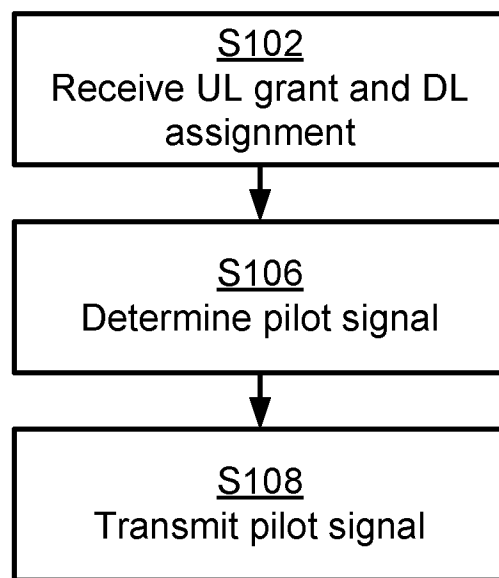 S102
Receive UL grant and DL
assignment
S106
Determine pilot signal
S108
Transmit pilot signal